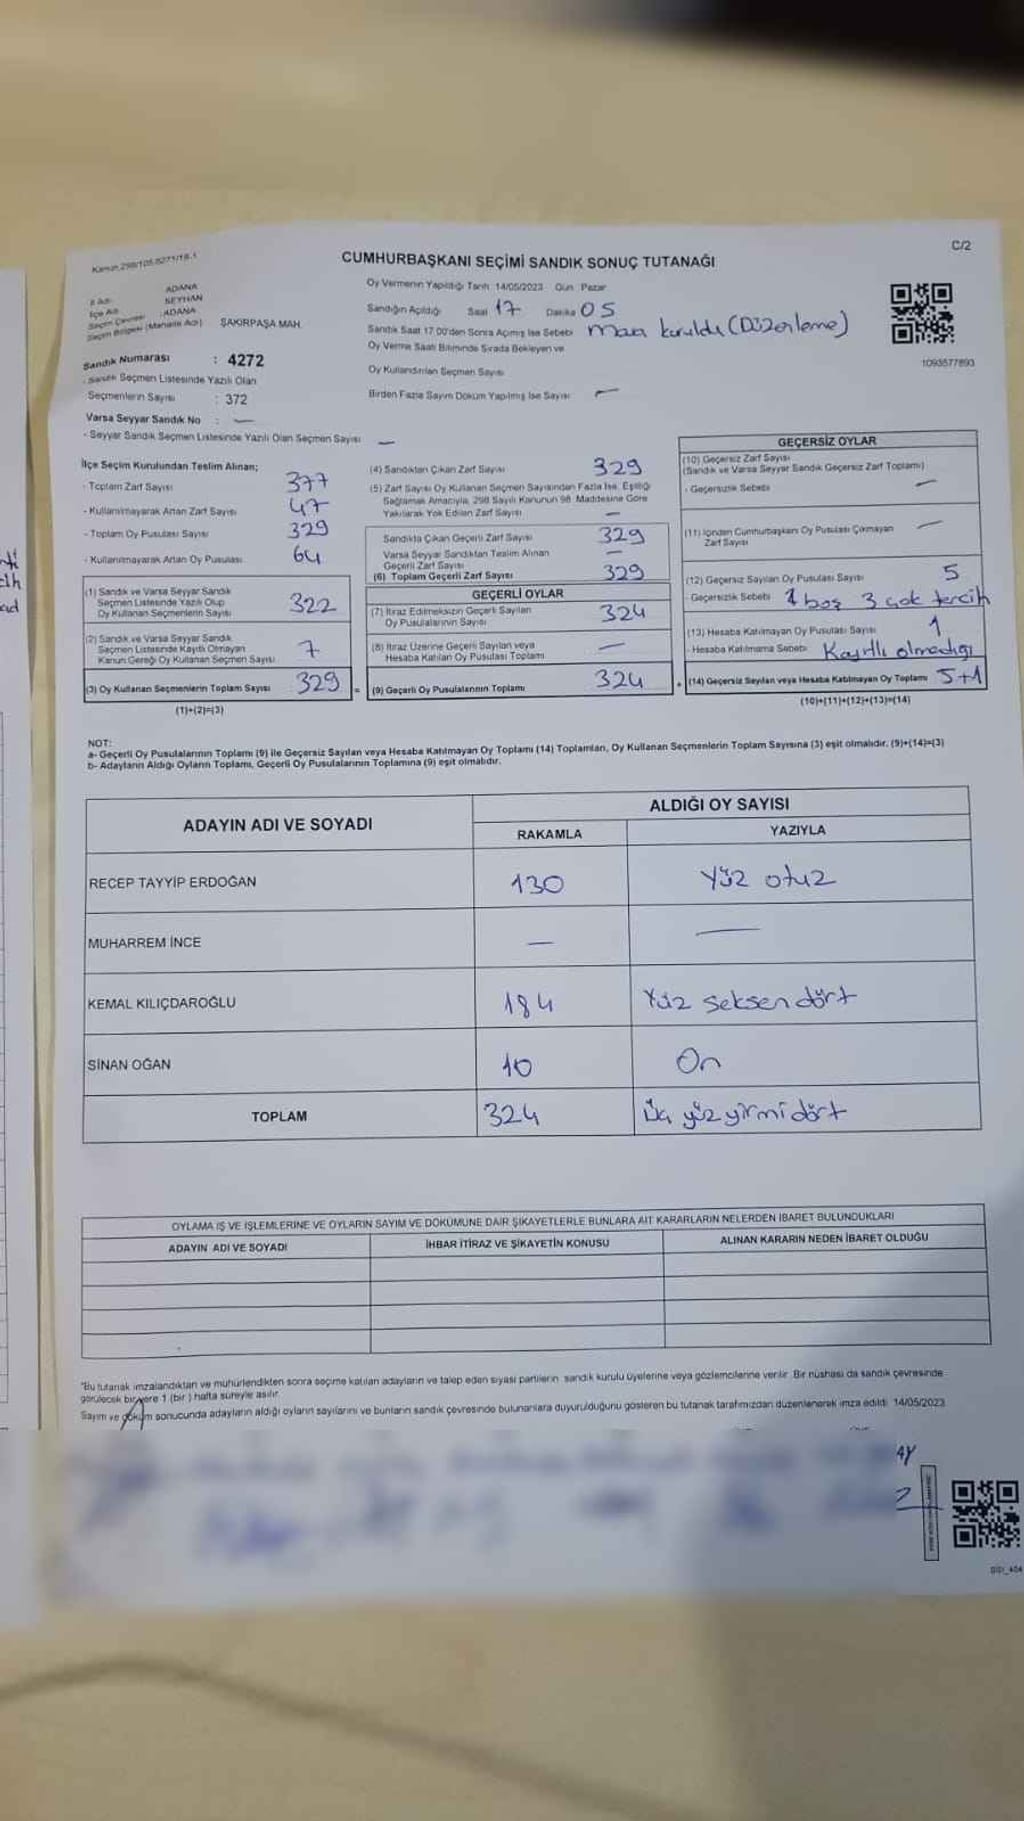 C/2
Kanun 298/105.5271/18-1
CUMHURBAŞKANI SEÇİMİ SANDIK SONUÇ TUTANAĞI
İl Adı : ADANA
İlçe Adı : SEYHAN
Seçim Çevresi : ADANA
Seçim Bölgesi (Mahalle Adı) ŞAKİRPAŞA MAH.
Sandık Numarası : 4272
- Sandık Seçmen Listesinde Yazılı Olan
Seçmenlerin Sayısı : 372
Varsa Seyyar Sandık No : —
- Seyyar Sandık Seçmen Listesinde Yazılı Olan Seçmen Sayısı —
Oy Vermenin Yapıldığı Tarih: 14/05/2023 Gün Pazar
Sandığın Açıldığı Saat 17 Dakika 05
Sandık Saat 17.00'den Sonra Açılmış İse Sebebi masa kuruldu (Düzenleme)
Oy Verme Saati Bitiminde Sırada Bekleyen ve
Oy Kullandırılan Seçmen Sayısı
Birden Fazla Sayım Döküm Yapılmış İse Sayısı —
1093577893
İlçe Seçim Kurulundan Teslim Alınan;
- Toplam Zarf Sayısı 377
- Kullanılmayarak Artan Zarf Sayısı 47
- Toplam Oy Pusulası Sayısı 329
- Kullanılmayarak Artan Oy Pusulası 64
(1) Sandık ve Varsa Seyyar Sandık
Seçmen Listesinde Yazılı Olup
Oy Kullanan Seçmenlerin Sayısı 322
(2) Sandık ve Varsa Seyyar Sandık
Seçmen Listesinde Kayıtlı Olmayan
Kanun Gereği Oy Kullanan Seçmen Sayısı 7
(3) Oy Kullanan Seçmenlerin Toplam Sayısı 329 =
(1)+(2)=(3)
(4) Sandıktan Çıkan Zarf Sayısı 329
(5) Zarf Sayısı Oy Kullanan Seçmen Sayısından Fazla İse, Eşitliği
Sağlamak Amacıyla, 298 Sayılı Kanunun 98. Maddesine Göre
Yakılarak Yok Edilen Zarf Sayısı —
Sandıkta Çıkan Geçerli Zarf Sayısı 329
Varsa Seyyar Sandıktan Teslim Alınan
Geçerli Zarf Sayısı —
(6) Toplam Geçerli Zarf Sayısı 329
GEÇERLİ OYLAR
(7) İtiraz Edilmeksizin Geçerli Sayılan
Oy Pusulalarının Sayısı 324
(8) İtiraz Üzerine Geçerli Sayılan veya
Hesaba Katılan Oy Pusulası Toplamı —
(9) Geçerli Oy Pusulalarının Toplamı 324 +
GEÇERSİZ OYLAR
(10) Geçersiz Zarf Sayısı
(Sandık ve Varsa Seyyar Sandık Geçersiz Zarf Toplamı)
- Geçersizlik Sebebi —
(11) İçinden Cumhurbaşkanı Oy Pusulası Çıkmayan
Zarf Sayısı —
(12) Geçersiz Sayılan Oy Pusulası Sayısı 5
- Geçersizlik Sebebi 1 boş 3 çok tercih
(13) Hesaba Katılmayan Oy Pusulası Sayısı 1
- Hesaba Katılmama Sebebi Kayıtlı olmadığı
(14) Geçersiz Sayılan veya Hesaba Katılmayan Oy Toplamı 5+1
(10)+(11)+(12)+(13)=(14)
NOT:
a- Geçerli Oy Pusulalarının Toplamı (9) ile Geçersiz Sayılan veya Hesaba Katılmayan Oy Toplamı (14) Toplamları, Oy Kullanan Seçmenlerin Toplam Sayısına (3) eşit olmalıdır. (9)+(14)=(3)
b- Adayların Aldığı Oyların Toplamı, Geçerli Oy Pusulalarının Toplamına (9) eşit olmalıdır.
ADAYIN ADI VE SOYADI
ALDIĞI OY SAYISI
RAKAMLA YAZIYLA
RECEP TAYYİP ERDOĞAN 130 Yüz otuz
MUHARREM İNCE — —
KEMAL KILIÇDAROĞLU 184 Yüz seksen dört
SİNAN OĞAN 10 On
TOPLAM 324 Üç yüz yirmi dört
OYLAMA İŞ VE İŞLEMLERİNE VE OYLARIN SAYIM VE DÖKÜMÜNE DAİR ŞİKAYETLERLE BUNLARA AİT KARARLARIN NELERDEN İBARET BULUNDUKLARI
ADAYIN ADI VE SOYADI İHBAR İTİRAZ VE ŞİKAYETİN KONUSU ALINAN KARARIN NEDEN İBARET OLDUĞU
"Bu tutanak imzalandıktan ve mühürlendikten sonra seçime katılan adayların ve talep eden siyasi partilerin sandık kurulu üyelerine veya gözlemcilerine verilir. Bir nüshası da sandık çevresinde
görülecek bir yere 1 (bir) hafta süreyle asılır.
Sayım ve döküm sonucunda adayların aldığı oyların sayılarını ve bunların sandık çevresinde bulunanlara duyurulduğunu gösteren bu tutanak tarafımızdan düzenlenerek imza edildi. 14/05/2023